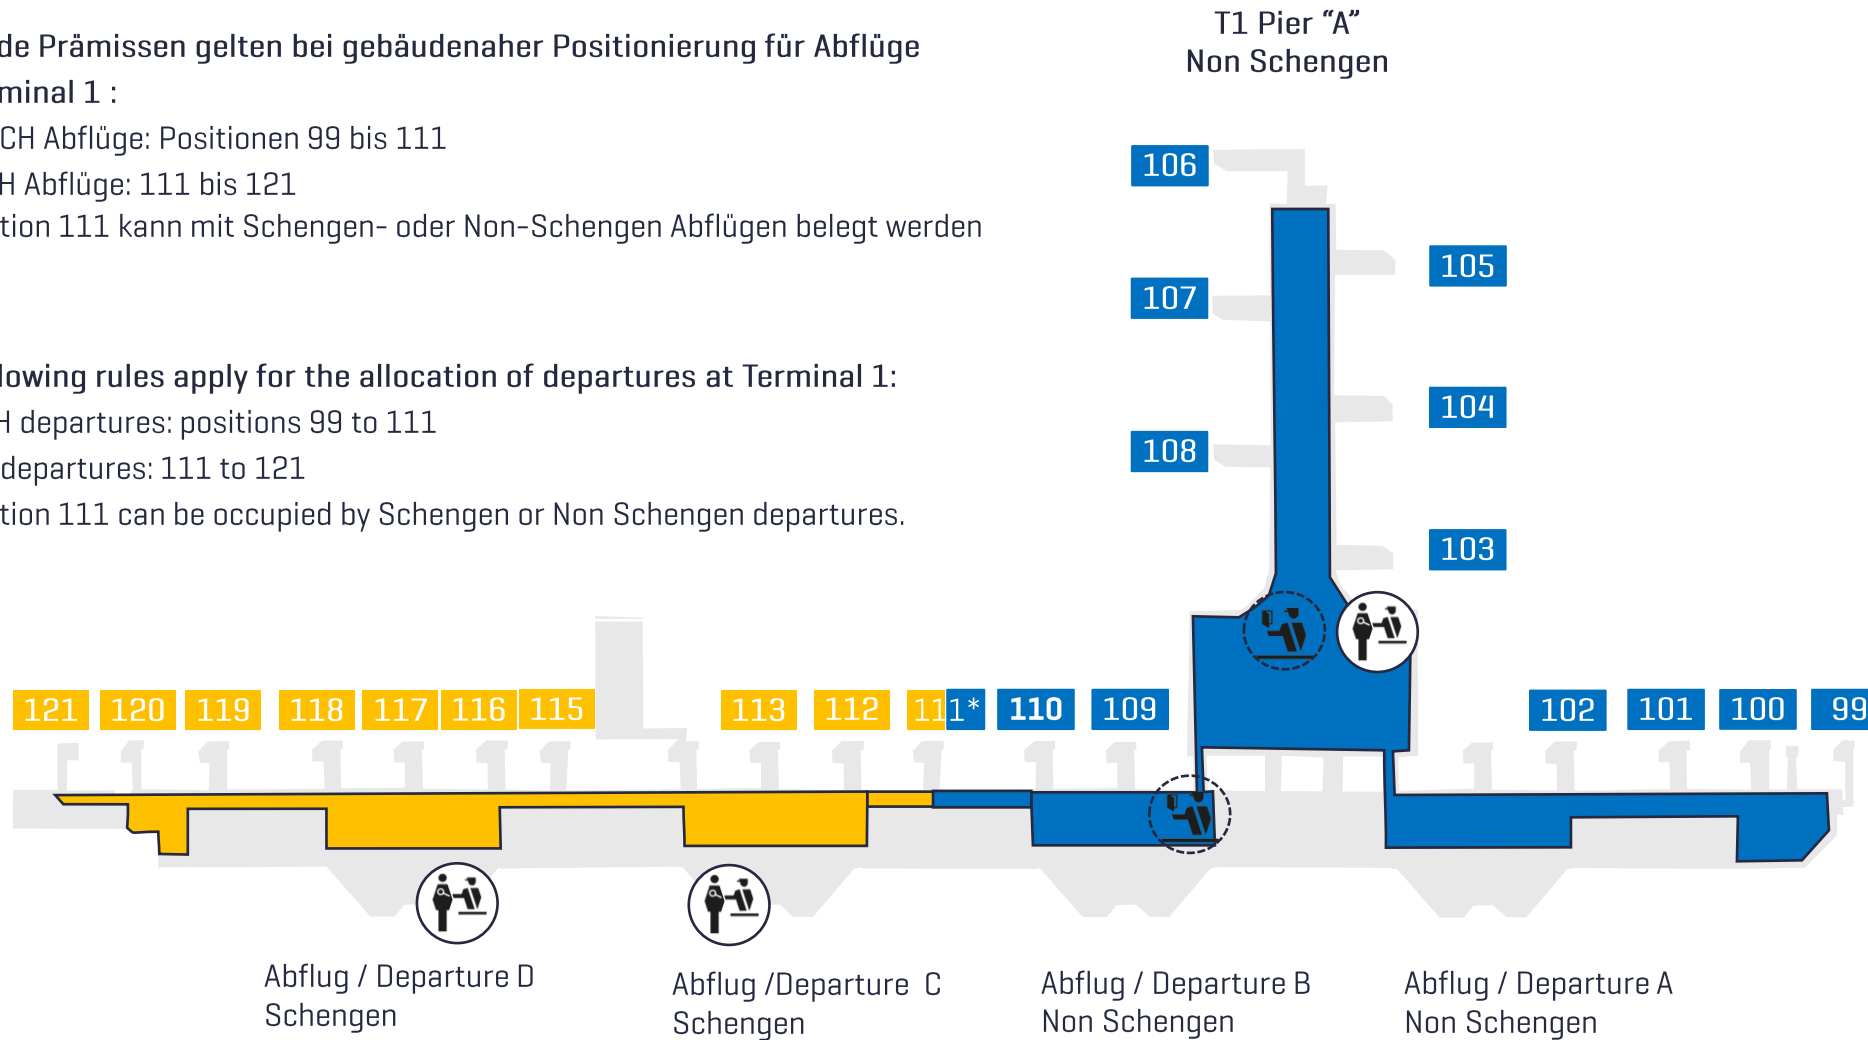 de Prämissen gelten bei gebäudenaher Positionierung für Abflüge
minal 1 :
CH Abflüge: Positionen 99 bis 111
H Abflüge: 111 bis 121
tion 111 kann mit Schengen- oder Non-Schengen Abflügen belegt werden
lowing rules apply for the allocation of departures at Terminal 1:
H departures: positions 99 to 111
departures: 111 to 121
tion 111 can be occupied by Schengen or Non Schengen departures.
T1 Pier “A”
Non Schengen
106
105
107
104
108
103
121 120 119 118 117 116 115 113 112 111* 110 109 102 101 100 99
Abflug / Departure D
Schengen
Abflug /Departure C
Schengen
Abflug / Departure B
Non Schengen
Abflug / Departure A
Non Schengen